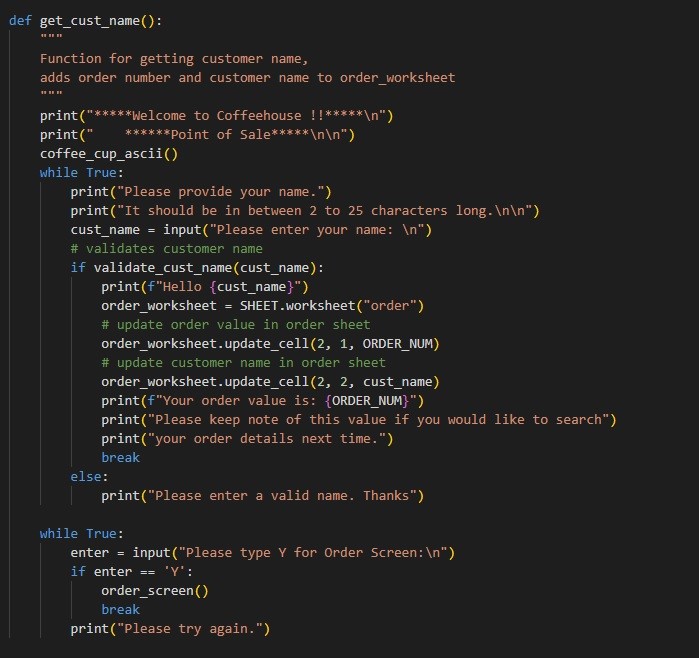 def get_cust_name():
    """
    Function for getting customer name,
    adds order number and customer name to order_worksheet
    """
    print("*****Welcome to Coffeehouse !!*****\n")
    print("    ******Point of Sale*****\n\n")
    coffee_cup_ascii()
    while True:
        print("Please provide your name.")
        print("It should be in between 2 to 25 characters long.\n\n")
        cust_name = input("Please enter your name: \n")
        # validates customer name
        if validate_cust_name(cust_name):
            print(f"Hello {cust_name}")
            order_worksheet = SHEET.worksheet("order")
            # update order value in order sheet
            order_worksheet.update_cell(2, 1, ORDER_NUM)
            # update customer name in order sheet
            order_worksheet.update_cell(2, 2, cust_name)
            print(f"Your order value is: {ORDER_NUM}")
            print("Please keep note of this value if you would like to search")
            print("your order details next time.")
            break
        else:
            print("Please enter a valid name. Thanks")

    while True:
        enter = input("Please type Y for Order Screen:\n")
        if enter == 'Y':
            order_screen()
            break
        print("Please try again.")